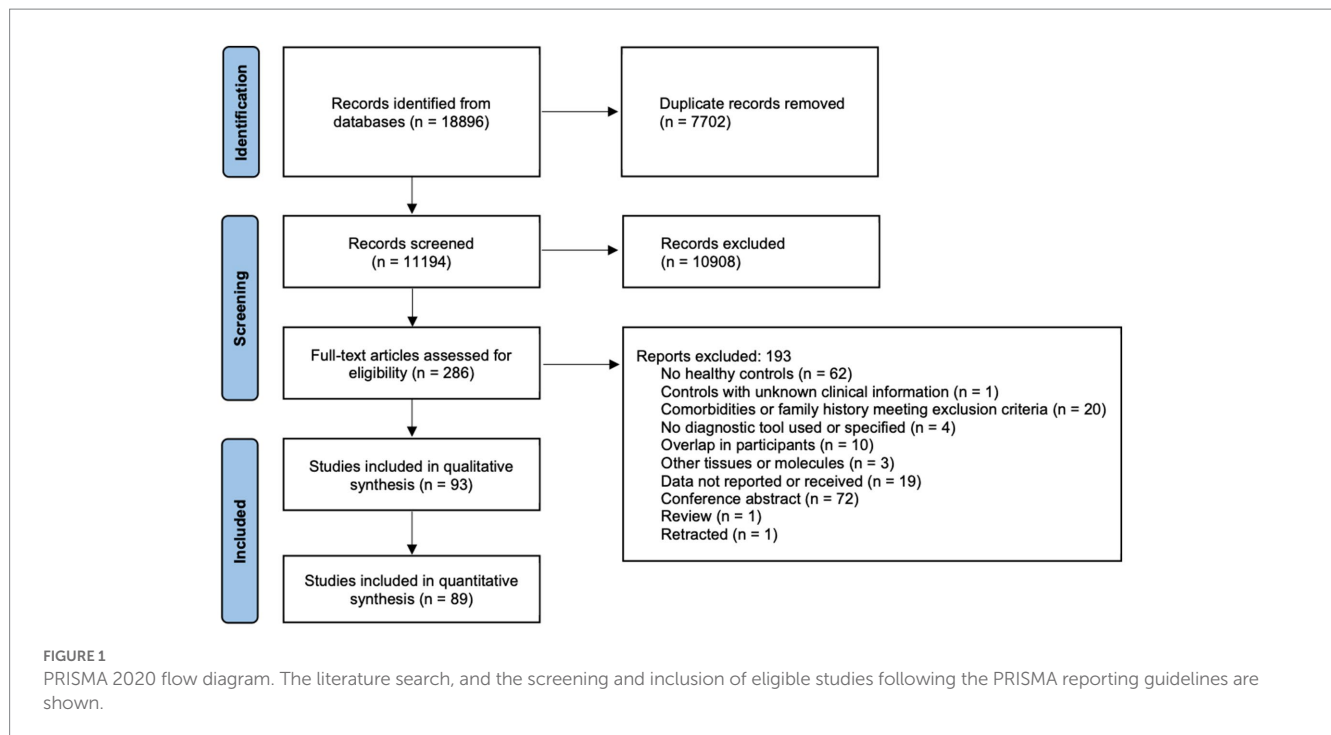 Identification
Records identified from
databases (n = 18896)
Duplicate records removed
(n = 7702)
Screening
Records screened
(n = 11194)
Records excluded
(n = 10908)
Full-text articles assessed for
eligibility (n = 286)
Reports excluded: 193
No healthy controls (n = 62)
Controls with unknown clinical information (n = 1)
Comorbidities or family history meeting exclusion criteria (n = 20)
No diagnostic tool used or specified (n = 4)
Overlap in participants (n = 10)
Other tissues or molecules (n = 3)
Data not reported or received (n = 19)
Conference abstract (n = 72)
Review (n = 1)
Retracted (n = 1)
Included
Studies included in qualitative
synthesis (n = 93)
Studies included in quantitative
synthesis (n = 89)
FIGURE 1
PRISMA 2020 flow diagram. The literature search, and the screening and inclusion of eligible studies following the PRISMA reporting guidelines are
shown.